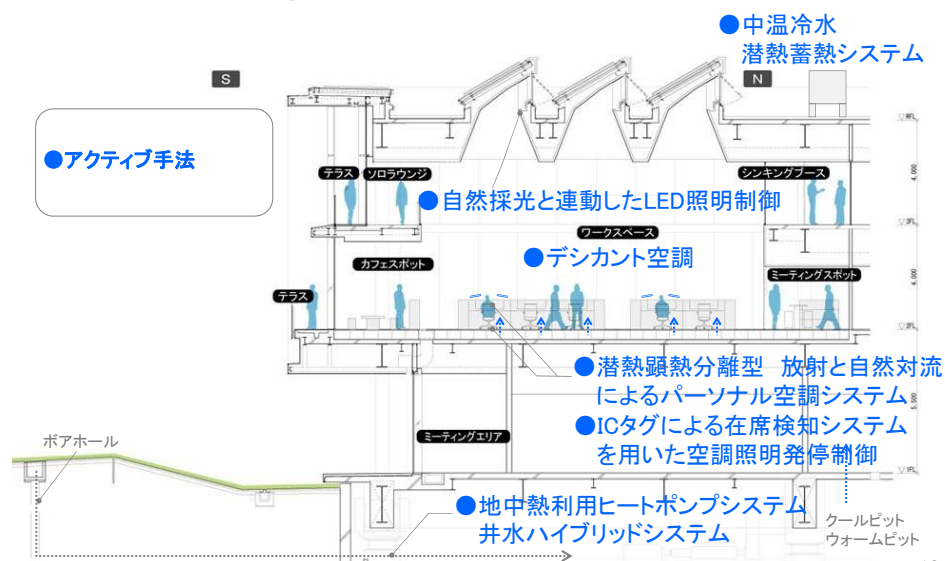 ●中温冷水
潜熱蓄熱システム
S
N
●アクティブ手法
RFL
4,000
テラス
ソロラウンジ
シンキングブース
●自然採光と連動したLED照明制御
3FL
ワークスペース
●デシカント空調
カフェスポット
ミーティングスポット
4,000
テラス
2FL
●潜熱顕熱分離型 放射と自然対流
によるパーソナル空調システム
5,500
●ICタグによる在席検知システム
を用いた空調照明発停制御
ミーティングエリア
ボアホール
1FL
●地中熱利用ヒートポンプシステム
井水ハイブリッドシステム
クールピット
ウォームピット